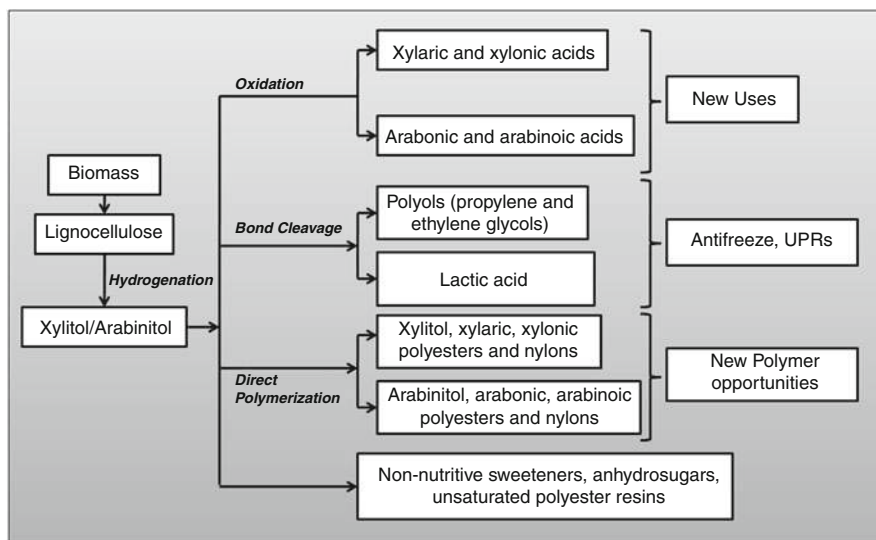 Xylaric and xylonic acids
Oxidation
New Uses
Arabonic and arabinoic acids
Biomass
Lignocellulose
Hydrogenation
Xylitol/Arabinitol
Polyols (propylene and
ethylene glycols)
Bond Cleavage
Antifreeze, UPRs
Lactic acid
Xylitol, xylaric, xylonic
polyesters and nylons
Direct
Polymerization
New Polymer
opportunities
Arabinitol, arabonic, arabinoic
polyesters and nylons
Non-nutritive sweeteners, anhydrosugars,
unsaturated polyester resins